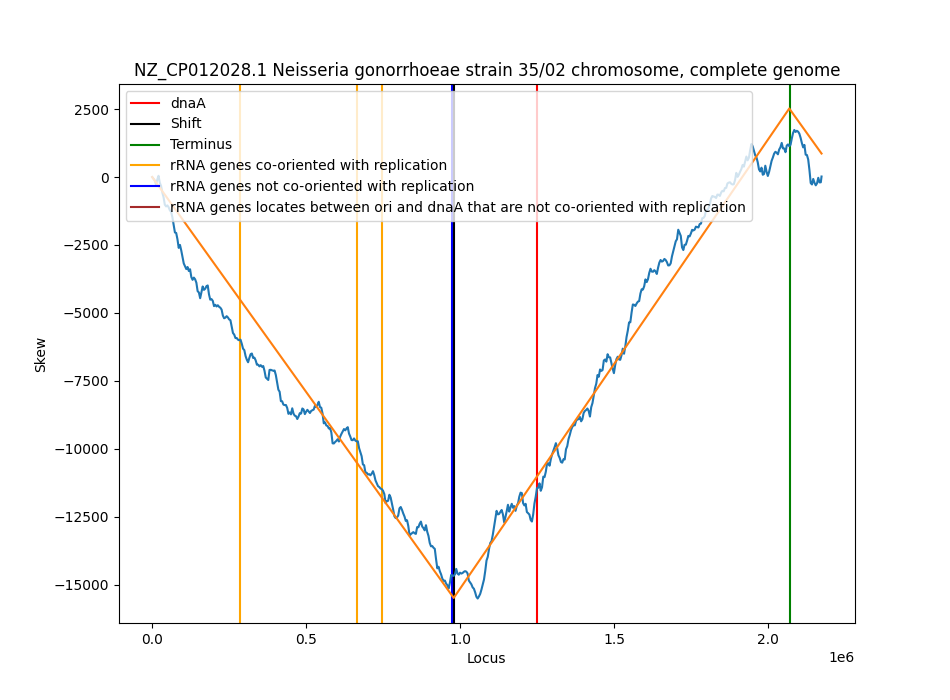 NZ_CP012028.1 Neisseria gonorrhoeae strain 35/02 chromosome, complete genome
dnaA
Shift
Terminus
rRNA genes co-oriented with replication
rRNA genes not co-oriented with replication
rRNA genes locates between ori and dnaA that are not co-oriented with replication
Skew
2500
0
−2500
−5000
−7500
−10000
−12500
−15000
0.0
0.5
1.0
1.5
2.0
Locus
1e6